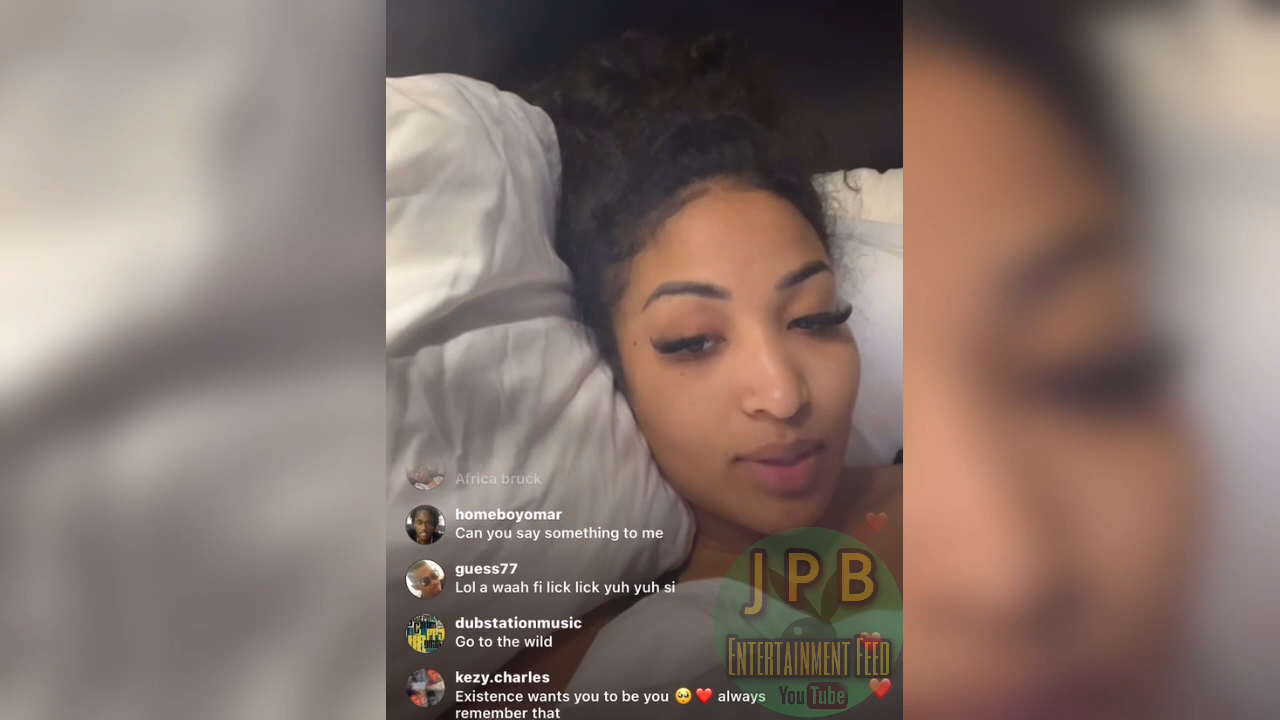 Africa bruck
homeboyomar
Can you say something to me
guess77
Lol a waah fi lick lick yuh yuh si
dubstationmusic
Go to the wild
kezy.charles
Existence wants you to be you 🥺❤️ always
remember that
JPB
ENTERTAINMENT FEED
YouTube